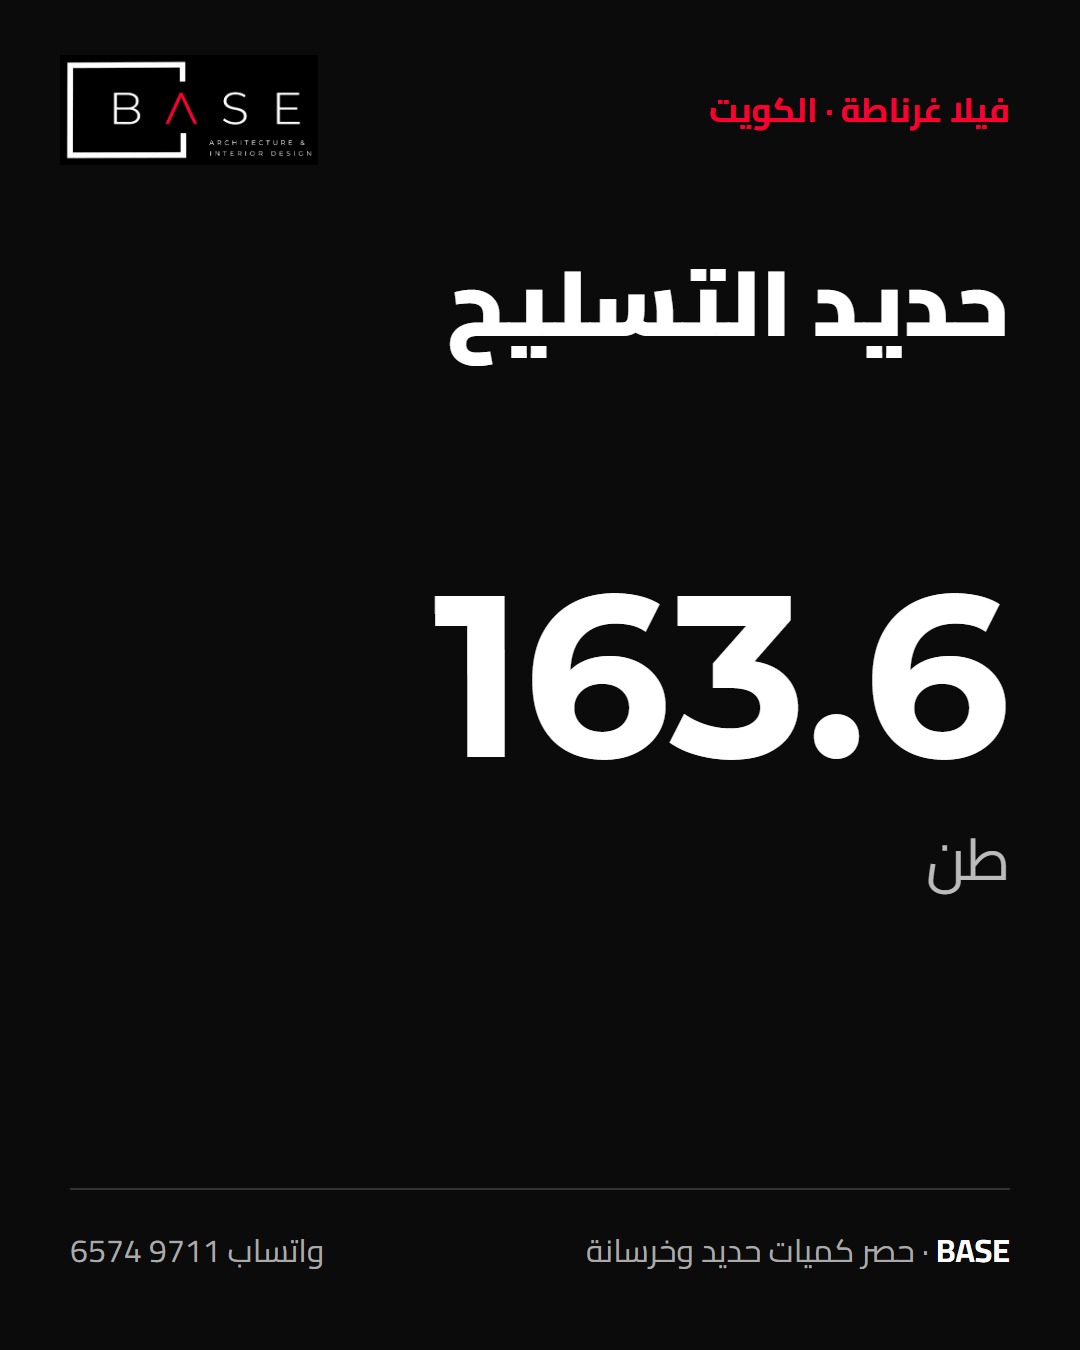 BASE
ARCHITECTURE &
INTERIOR DESIGN
فيلا غرناطة · الكويت
حديد التسليح
163.6
طن
BASE · حصر كميات حديد وخرسانة
واتساب 9711 6574